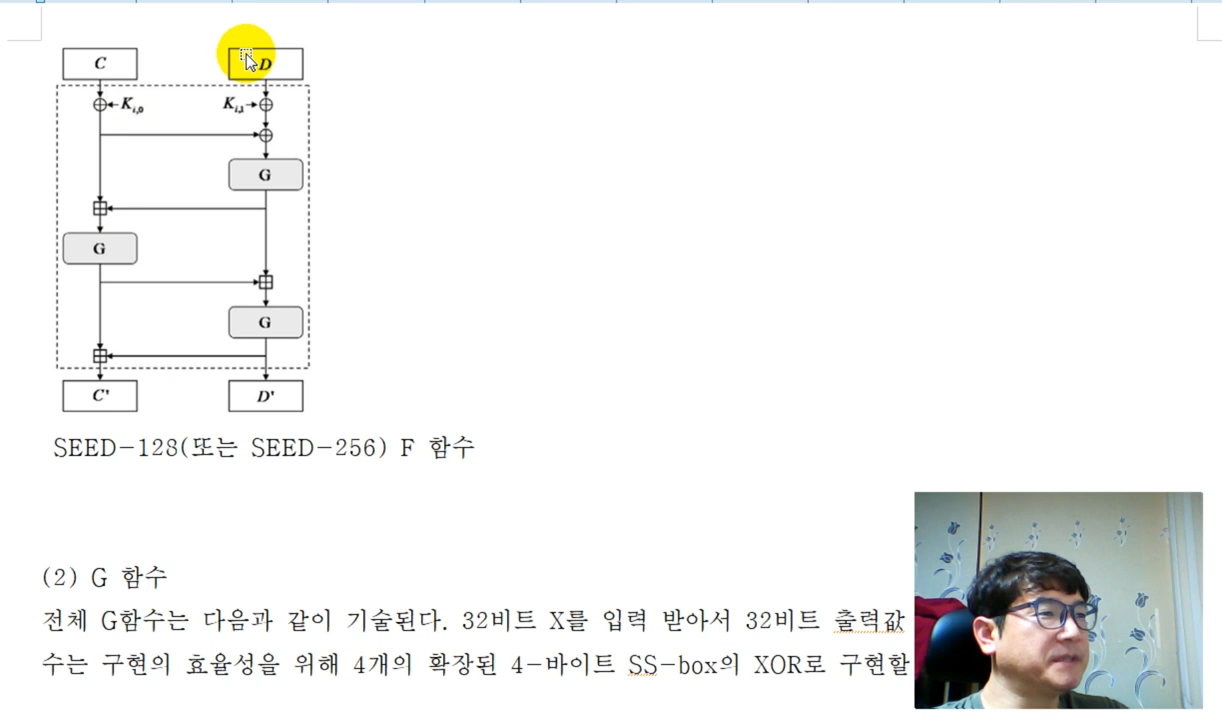 C D
K_{i,0} K_{i,1}
G
G
G
C' D'
SEED-128(또는 SEED-256) F 함수
(2) G 함수
전체 G함수는 다음과 같이 기술된다. 32비트 X를 입력 받아서 32비트 출력값
수는 구현의 효율성을 위해 4개의 확장된 4-바이트 SS-box의 XOR로 구현할